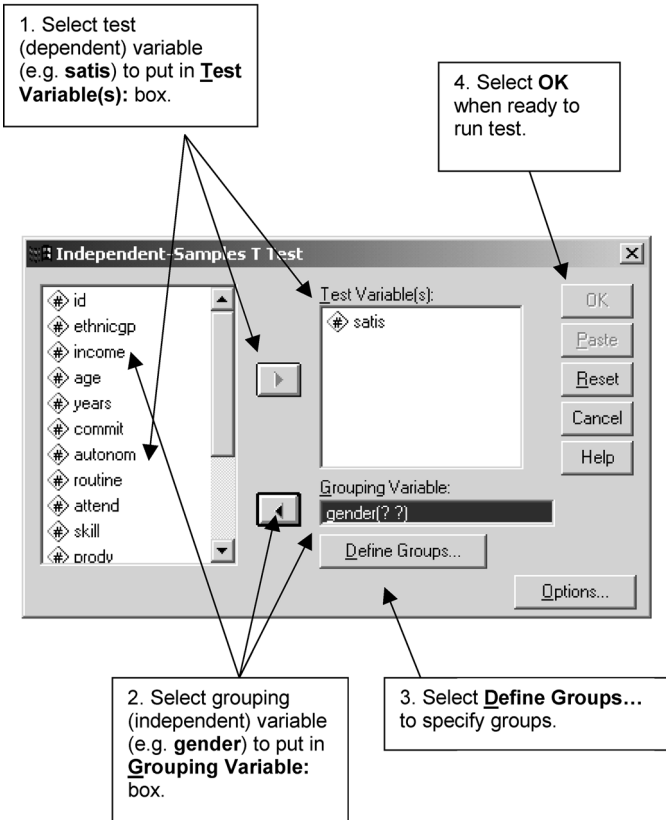 1. Select test
(dependent) variable
(e.g. satis) to put in Test
Variable(s): box.
4. Select OK
when ready to
run test.
Independent-Samples T Test
id
ethnicgp
income
age
years
commit
autonom
routine
attend
skill
prody
Test Variable(s):
satis
Grouping Variable:
gender(? ?)
Define Groups...
OK
Paste
Reset
Cancel
Help
Options...
2. Select grouping
(independent) variable
(e.g. gender) to put in
Grouping Variable:
box.
3. Select Define Groups…
to specify groups.